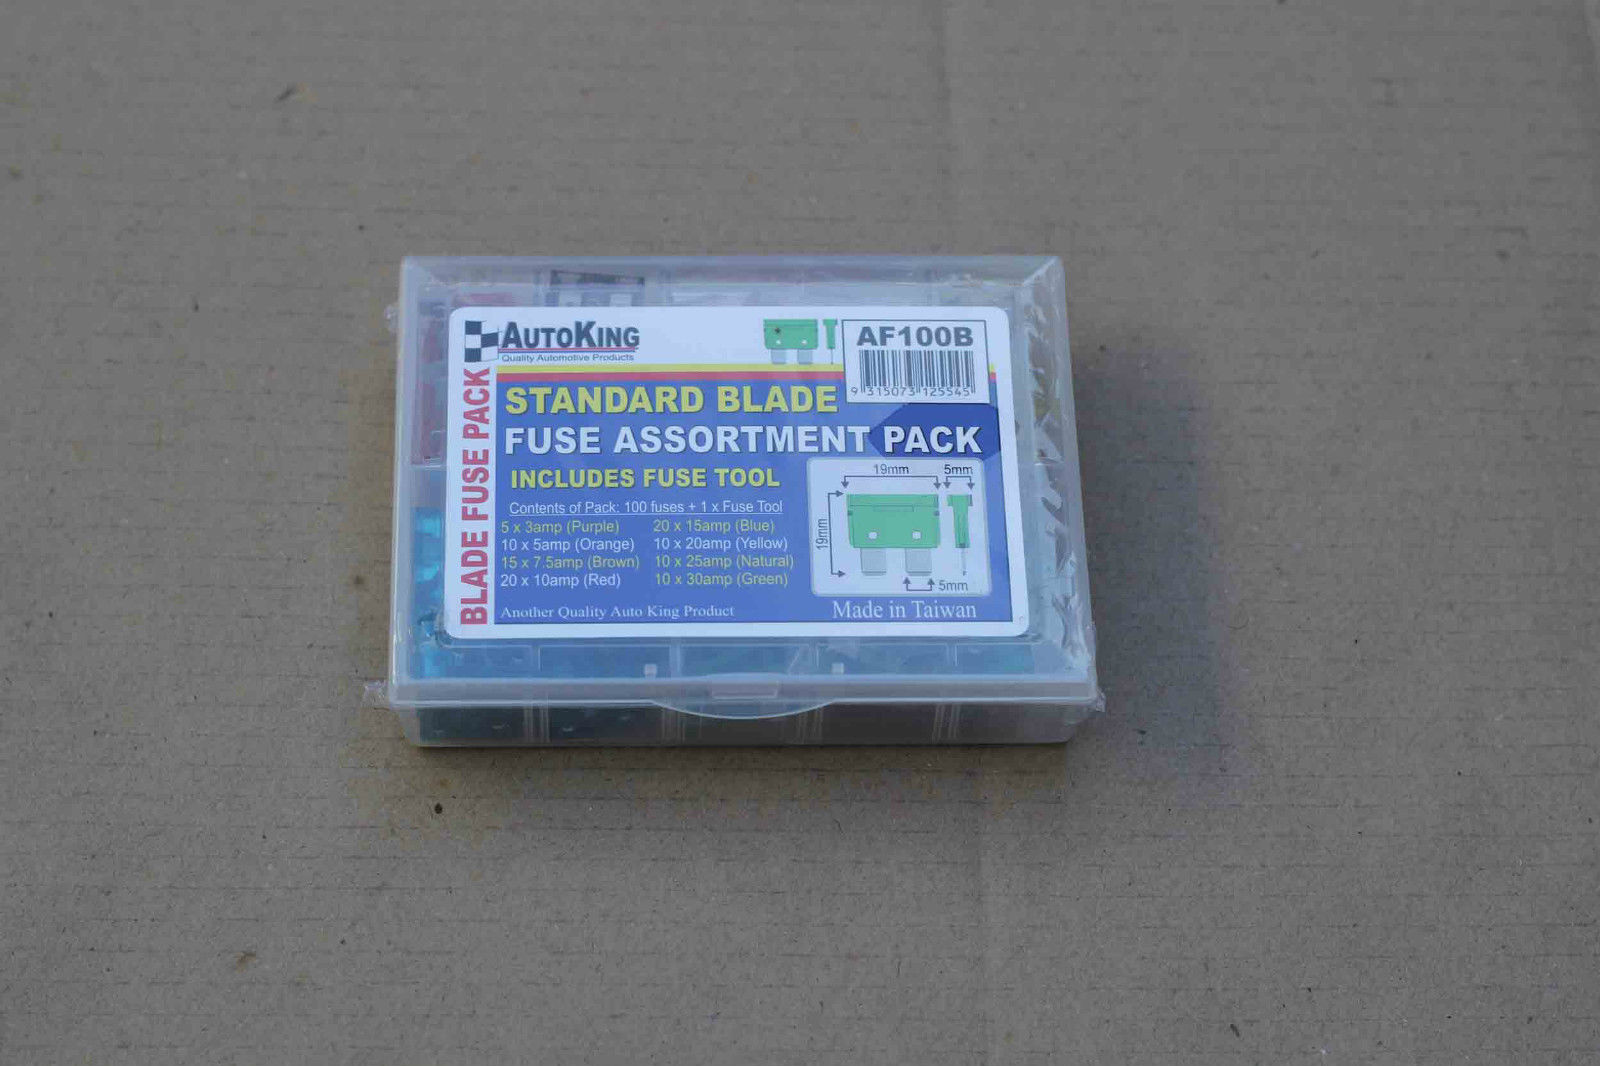 AUTOKING
Quality Automotive Products
AF100B
9 315073 125545
BLADE FUSE PACK
STANDARD BLADE
FUSE ASSORTMENT PACK
INCLUDES FUSE TOOL
Contents of Pack: 100 fuses + 1 x Fuse Tool
5 x 3amp (Purple) 20 x 15amp (Blue)
10 x 5amp (Orange) 10 x 20amp (Yellow)
15 x 7.5amp (Brown) 10 x 25amp (Natural)
20 x 10amp (Red) 10 x 30amp (Green)
19mm 5mm
19mm
5mm
Another Quality Auto King Product
Made in Taiwan